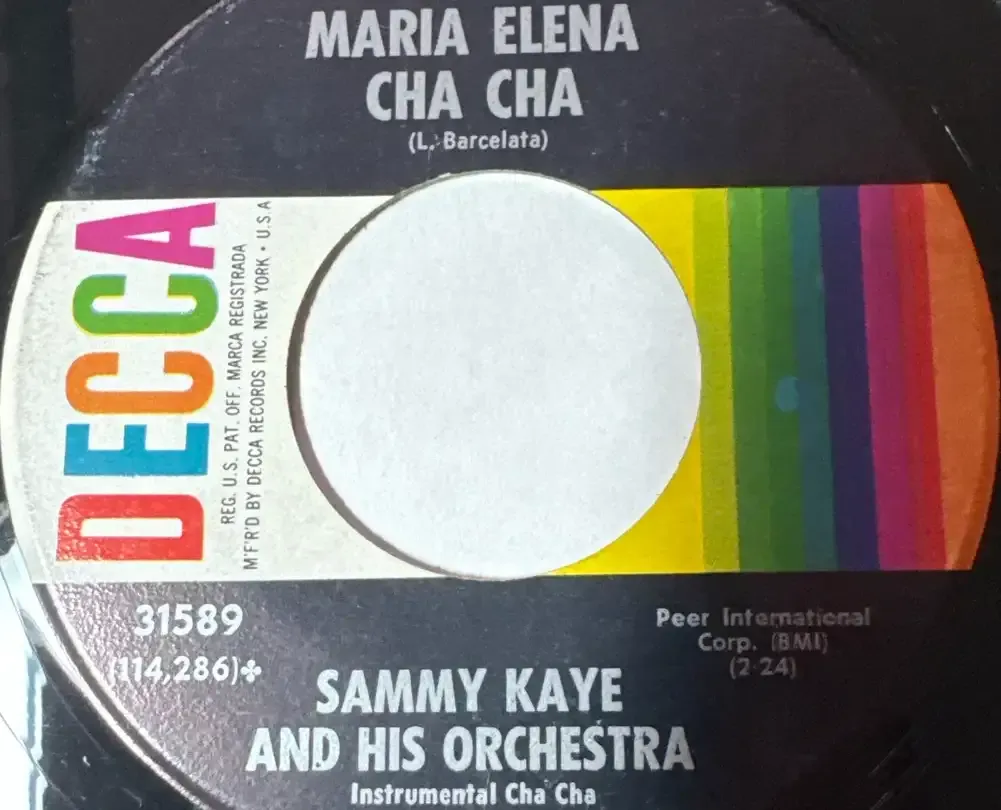 MARIA ELENA
CHA CHA
(L. Barcelata)
DECCA
REG. U.S. PAT. OFF. MARCA REGISTRADA
M'F'R'D BY DECCA RECORDS INC. NEW YORK • U.S.A
31589
(114,286)✤
Peer International
Corp. (BMI)
(2-24)
SAMMY KAYE
AND HIS ORCHESTRA
Instrumental Cha Cha